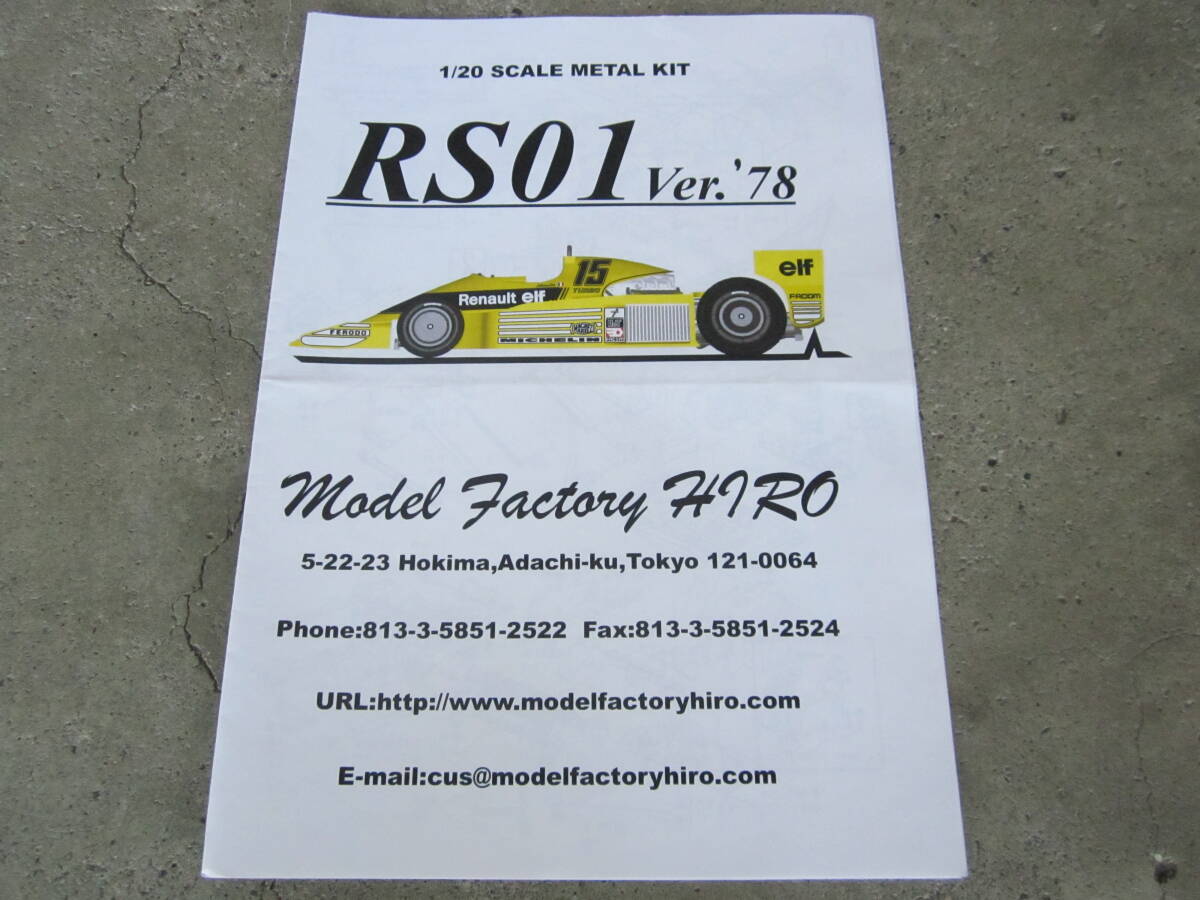 1/20 SCALE METAL KIT
RS01 Ver.'78
15
TURBO
elf
Renault elf
FACOM
FERODO
MICHELIN
Model Factory HIRO
5-22-23 Hokima,Adachi-ku,Tokyo 121-0064
Phone:813-3-5851-2522 Fax:813-3-5851-2524
URL:http://www.modelfactoryhiro.com
E-mail:cus@modelfactoryhiro.com